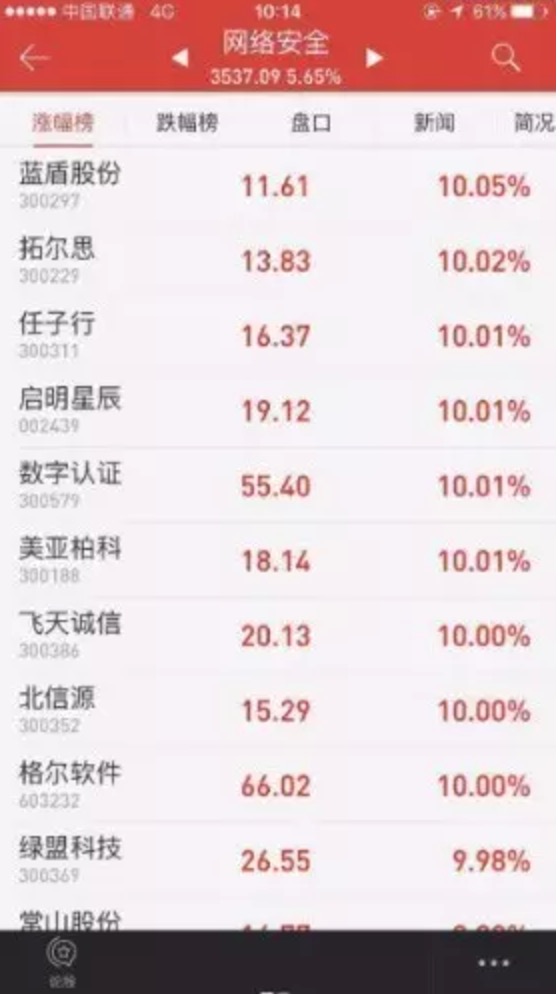 中国联通 4G 10:14 61%
网络安全
3537.09 5.65%
涨幅榜 跌幅榜 盘口 新闻 简况
蓝盾股份 11.61 10.05%
300297
拓尔思 13.83 10.02%
300229
任子行 16.37 10.01%
300311
启明星辰 19.12 10.01%
002439
数字认证 55.40 10.01%
300579
美亚柏科 18.14 10.01%
300188
飞天诚信 20.13 10.00%
300386
北信源 15.29 10.00%
300352
格尔软件 66.02 10.00%
603232
绿盟科技 26.55 9.98%
300369
常山股份